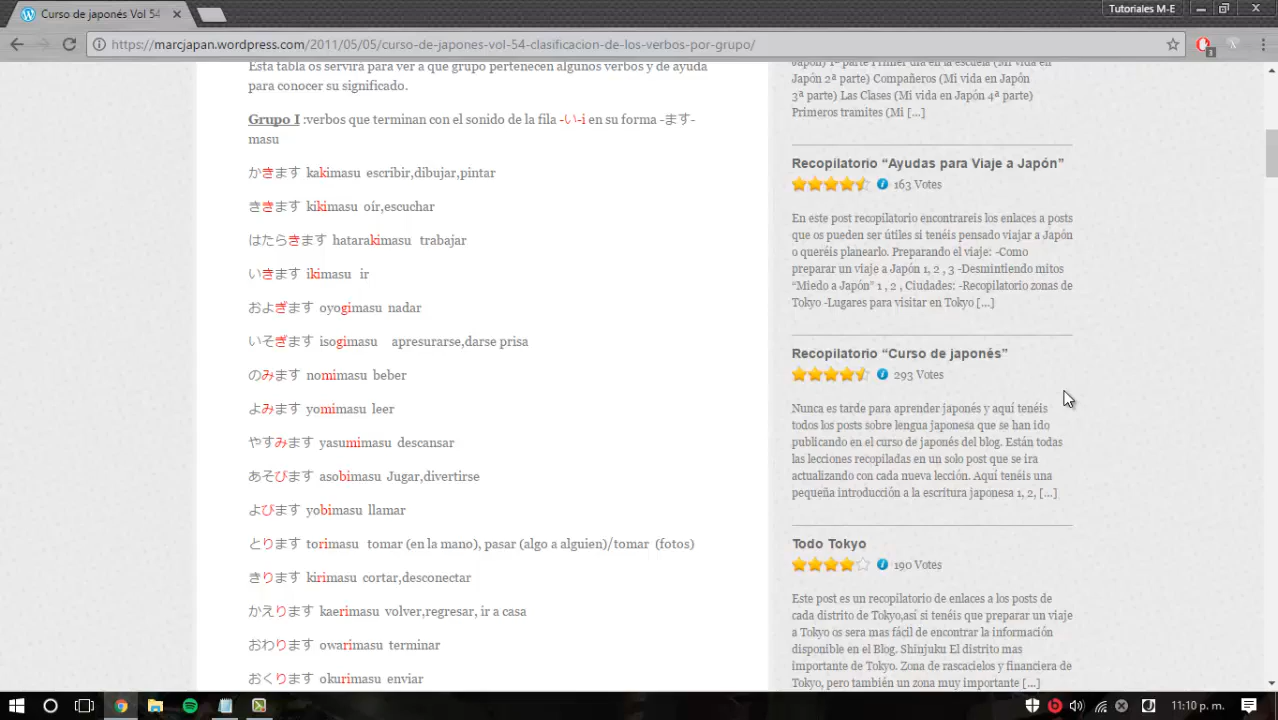 Curso de japonés Vol 54
Tutoriales M-E
https://marcjapan.wordpress.com/2011/05/05/curso-de-japones-vol-54-clasificacion-de-los-verbos-por-grupo/
1
Esta tabla os servirá para ver a que grupo pertenecen algunos verbos y de ayuda
para conocer su significado.
Grupo I :verbos que terminan con el sonido de la fila -い-i en su forma -ます-
masu
かきます kakimasu escribir,dibujar,pintar
ききます kikimasu oír,escuchar
はたらきます hatarakimasu trabajar
いきます ikimasu ir
およぎます oyogimasu nadar
いそぎます isogimasu apresurarse,darse prisa
のみます nomimasu beber
よみます yomimasu leer
やすみます yasumimasu descansar
あそびます asobimasu Jugar,divertirse
よびます yobimasu llamar
とります torimasu tomar (en la mano), pasar (algo a alguien)/tomar (fotos)
きります kirimasu cortar,desconectar
かえります kaerimasu volver,regresar, ir a casa
おわります owarimasu terminar
おくります okurimasu enviar
Japón) 1ª parte Primer día en la escuela (Mi vida en
Japón 2ª parte) Compañeros (Mi vida en Japón
3ª parte) Las Clases (Mi vida en Japón 4ª parte)
Primeros tramites (Mi […]
Recopilatorio “Ayudas para Viaje a Japón”
163 Votes
En este post recopilatorio encontrareis los enlaces a posts
que os pueden ser útiles si tenéis pensado viajar a Japón
o queréis planearlo. Preparando el viaje: -Como
preparar un viaje a Japón 1, 2 , 3 -Desmintiendo mitos
“Miedo a Japón” 1 , 2 , Ciudades: -Recopilatorio zonas de
Tokyo -Lugares para visitar en Tokyo […]
Recopilatorio “Curso de japonés”
293 Votes
Nunca es tarde para aprender japonés y aquí tenéis
todos los posts sobre lengua japonesa que se han ido
publicando en el curso de japonés del blog. Están todas
las lecciones recopiladas en un solo post que se ira
actualizando con cada nueva lección. Aquí tenéis una
pequeña introducción a la escritura japonesa 1, 2, […]
Todo Tokyo
190 Votes
Este post es un recopilatorio de enlaces a los posts de
cada distrito de Tokyo,así si tenéis que preparar un viaje
a Tokyo os sera mas fácil de encontrar la información
disponible en el Blog. Shinjuku El distrito mas
importante de Tokyo. Zona de rascacielos y financiera de
Tokyo, pero también un zona muy importante […]
11:10 p. m.